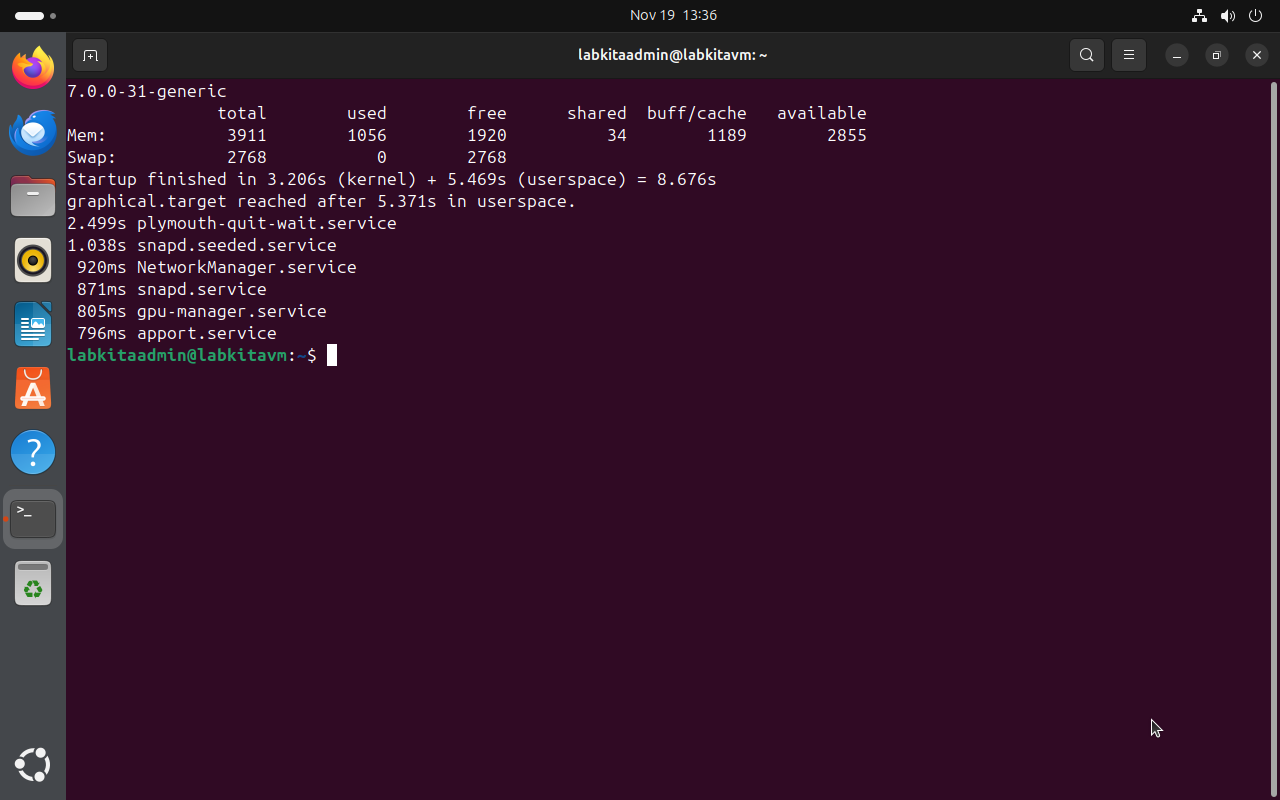 Nov 19  13:36
labkitaadmin@labkitavm: ~
7.0.0-31-generic
               total        used        free      shared  buff/cache   available
Mem:            3911        1056        1920          34        1189        2855
Swap:           2768           0        2768
Startup finished in 3.206s (kernel) + 5.469s (userspace) = 8.676s
graphical.target reached after 5.371s in userspace.
2.499s plymouth-quit-wait.service
1.038s snapd.seeded.service
 920ms NetworkManager.service
 871ms snapd.service
 805ms gpu-manager.service
 796ms apport.service
labkitaadmin@labkitavm:~$